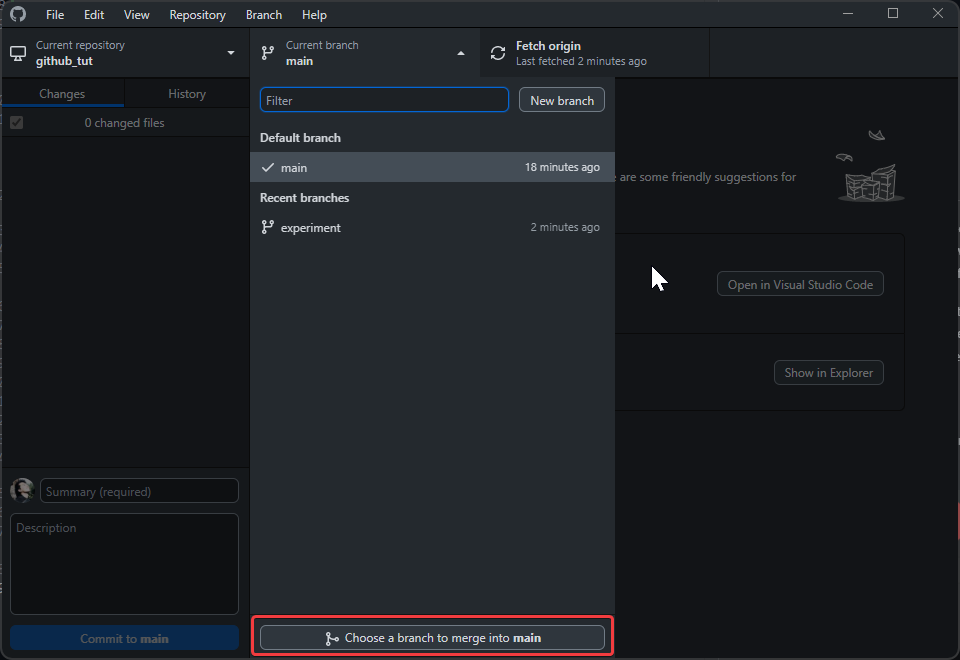 File Edit View Repository Branch Help
Current repository
github_tut
Current branch
main
Fetch origin
Last fetched 2 minutes ago
Changes History
0 changed files
Filter
New branch
Default branch
main 18 minutes ago
Recent branches
experiment 2 minutes ago
are some friendly suggestions for
Open in Visual Studio Code
Show in Explorer
Summary (required)
Description
Commit to main
Choose a branch to merge into main